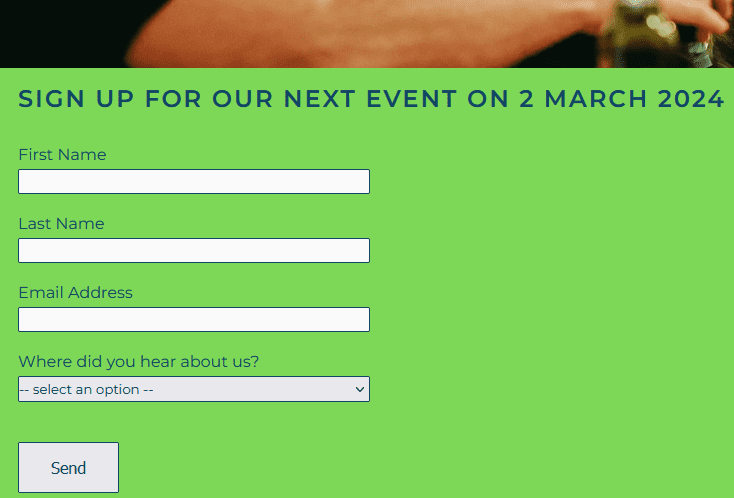 SIGN UP FOR OUR NEXT EVENT ON 2 MARCH 2024
First Name
Last Name
Email Address
Where did you hear about us?
-- select an option --
Send